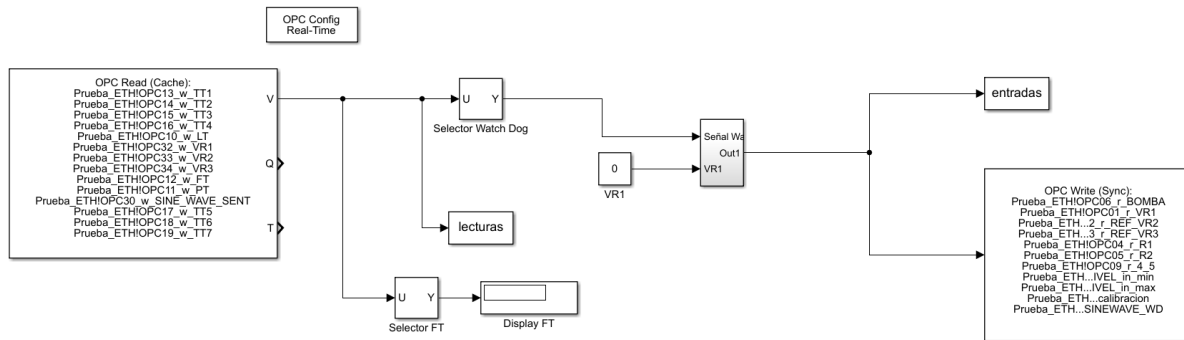 OPC Config
Real-Time
OPC Read (Cache):
Prueba_ETH!OPC13_w_TT1
Prueba_ETH!OPC14_w_TT2
Prueba_ETH!OPC15_w_TT3
Prueba_ETH!OPC16_w_TT4
Prueba_ETH!OPC10_w_LT
Prueba_ETH!OPC32_w_VR1
Prueba_ETH!OPC33_w_VR2
Prueba_ETH!OPC34_w_VR3
Prueba_ETH!OPC12_w_FT
Prueba_ETH!OPC11_w_PT
Prueba_ETH!OPC30_w_SINE_WAVE_SENT
Prueba_ETH!OPC17_w_TT5
Prueba_ETH!OPC18_w_TT6
Prueba_ETH!OPC19_w_TT7
V
Q
T
U Y
Selector Watch Dog
lecturas
U Y
Selector FT
Display FT
0
VR1
Señal Wa
Out1
VR1
entradas
OPC Write (Sync):
Prueba_ETH!OPC06_r_BOMBA
Prueba_ETH!OPC01_r_VR1
Prueba_ETH...2_r_REF_VR2
Prueba_ETH...3_r_REF_VR3
Prueba_ETH!OPC04_r_R1
Prueba_ETH!OPC05_r_R2
Prueba_ETH!OPC09_r_4_5
Prueba_ETH...IVEL_in_min
Prueba_ETH...IVEL_in_max
Prueba_ETH...calibracion
Prueba_ETH...SINEWAVE_WD